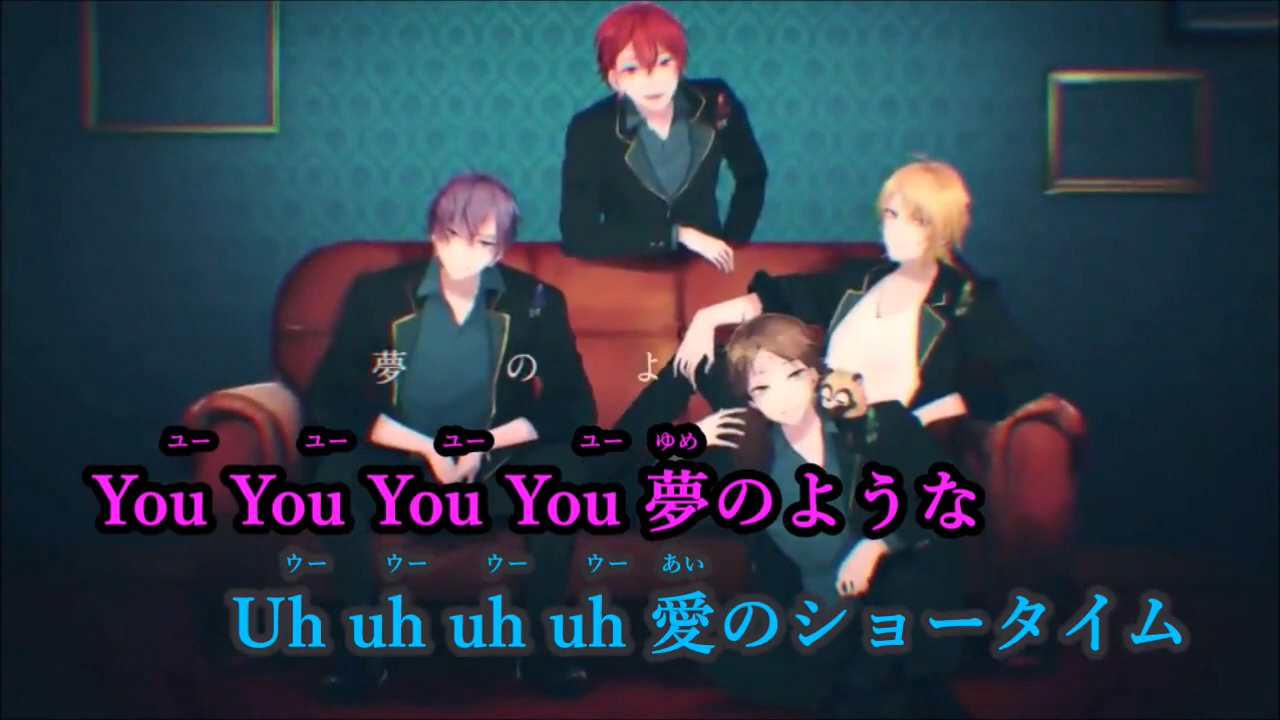 夢のよ
ユー ユー ユー ユー ゆめ
You You You You 夢のような
ウー ウー ウー ウー あい
Uh uh uh uh 愛のショータイム